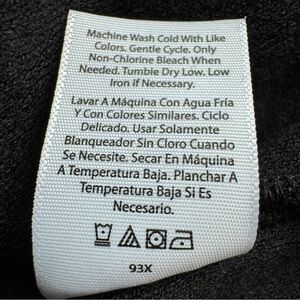 Machine Wash Cold With Like
Colors. Gentle Cycle. Only
Non-Chlorine Bleach When
Needed. Tumble Dry Low. Low
Iron If Necessary.
Lavar A Máquina Con Agua Fría
Y Con Colores Similares. Ciclo
Delicado. Usar Solamente
Blanqueador Sin Cloro Cuando
Se Necesite. Secar En Máquina
A Temperatura Baja. Planchar A
Temperatura Baja Si Es
Necesario.
93X